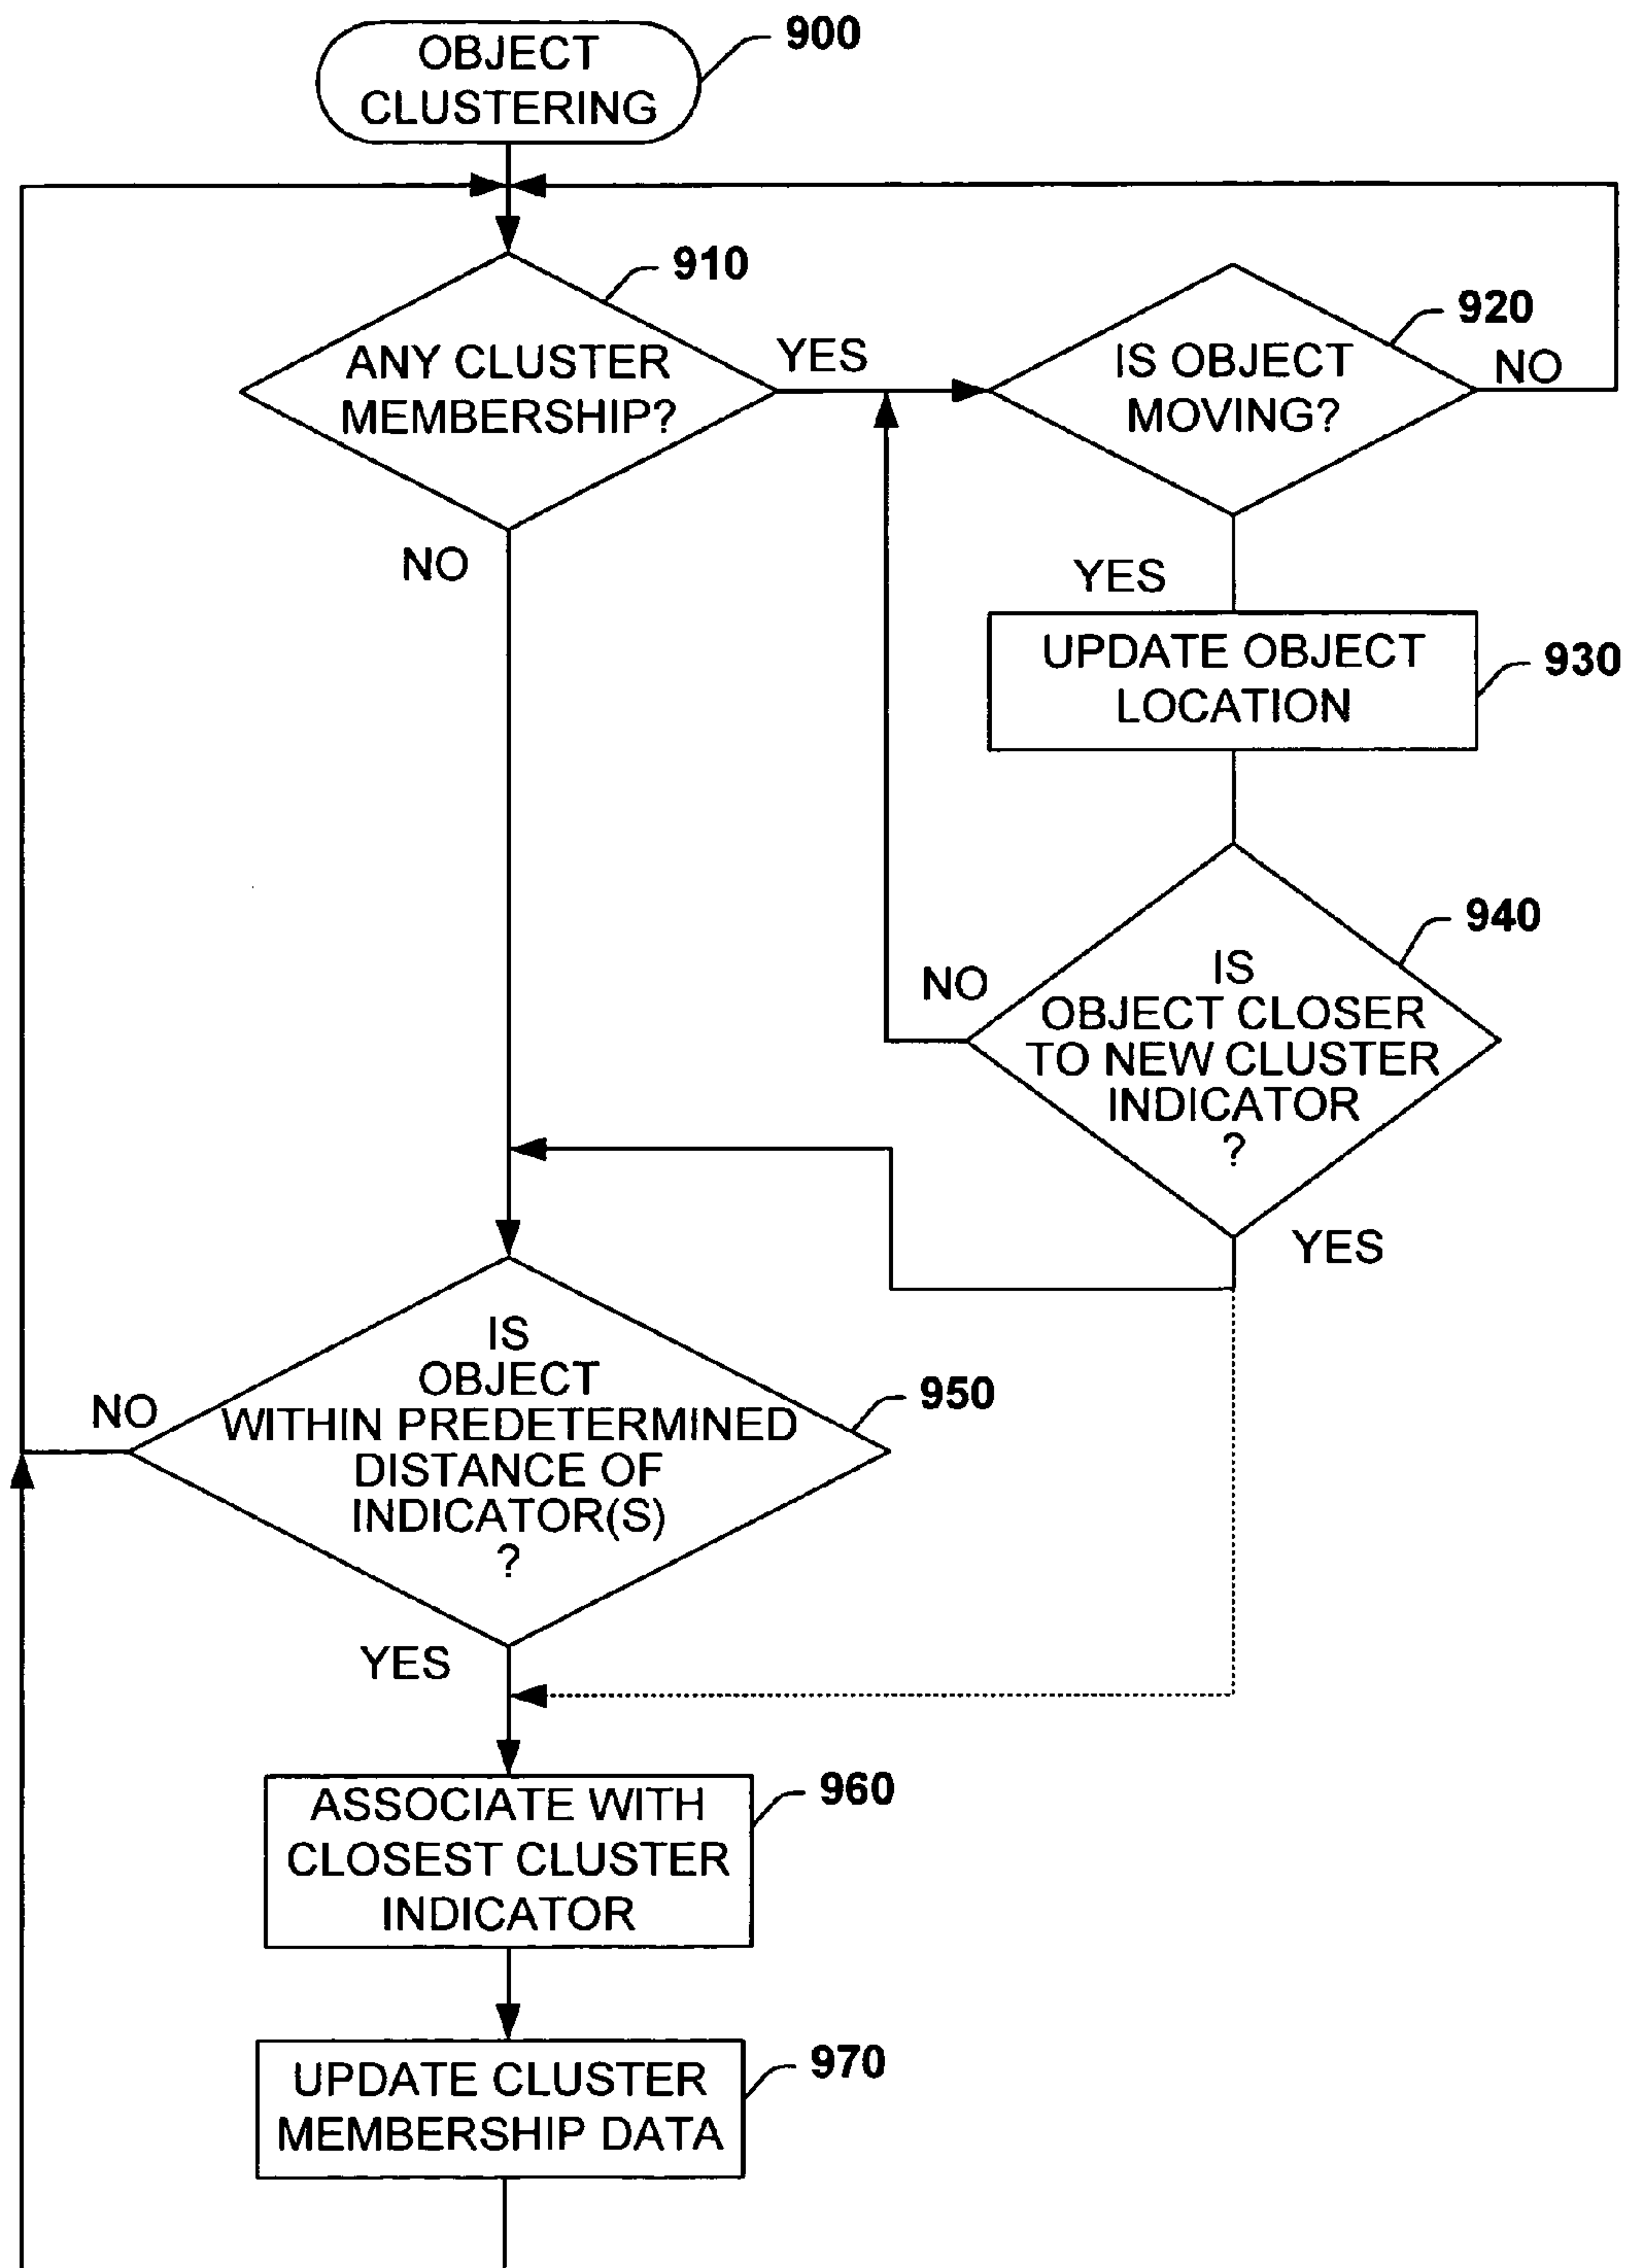 OBJECT
CLUSTERING
900
910
ANY CLUSTER
MEMBERSHIP?
YES
NO
920
IS OBJECT
MOVING?
NO
YES
UPDATE OBJECT
LOCATION
930
940
IS
OBJECT CLOSER
TO NEW CLUSTER
INDICATOR
?
NO
YES
IS
OBJECT
WITHIN PREDETERMINED
DISTANCE OF
INDICATOR(S)
?
950
NO
YES
ASSOCIATE WITH
CLOSEST CLUSTER
INDICATOR
960
UPDATE CLUSTER
MEMBERSHIP DATA
970